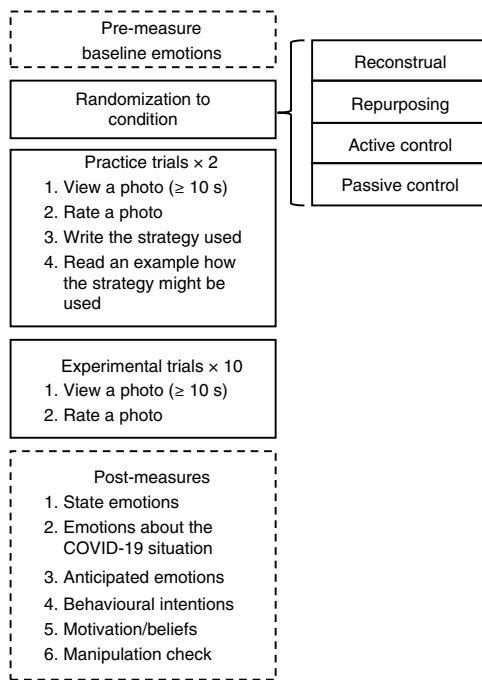 Pre-measure
baseline emotions
Randomization to
condition
Reconstrual
Repurposing
Active control
Passive control
Practice trials × 2
1. View a photo (≥ 10 s)
2. Rate a photo
3. Write the strategy used
4. Read an example how
the strategy might be
used
Experimental trials × 10
1. View a photo (≥ 10 s)
2. Rate a photo
Post-measures
1. State emotions
2. Emotions about the
COVID-19 situation
3. Anticipated emotions
4. Behavioural intentions
5. Motivation/beliefs
6. Manipulation check